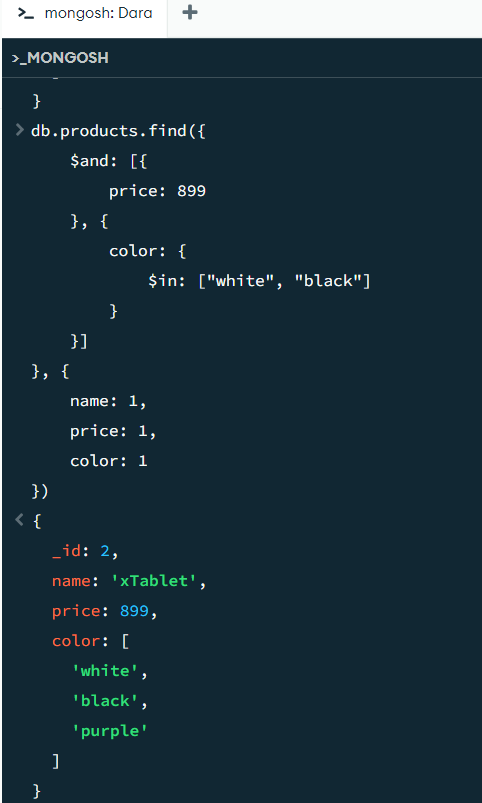 >_ mongosh: Dara +
>_MONGOSH
}
> db.products.find({
$and: [{
price: 899
}, {
color: {
$in: ["white", "black"]
}
}]
}, {
name: 1,
price: 1,
color: 1
})
< {
_id: 2,
name: 'xTablet',
price: 899,
color: [
'white',
'black',
'purple'
]
}